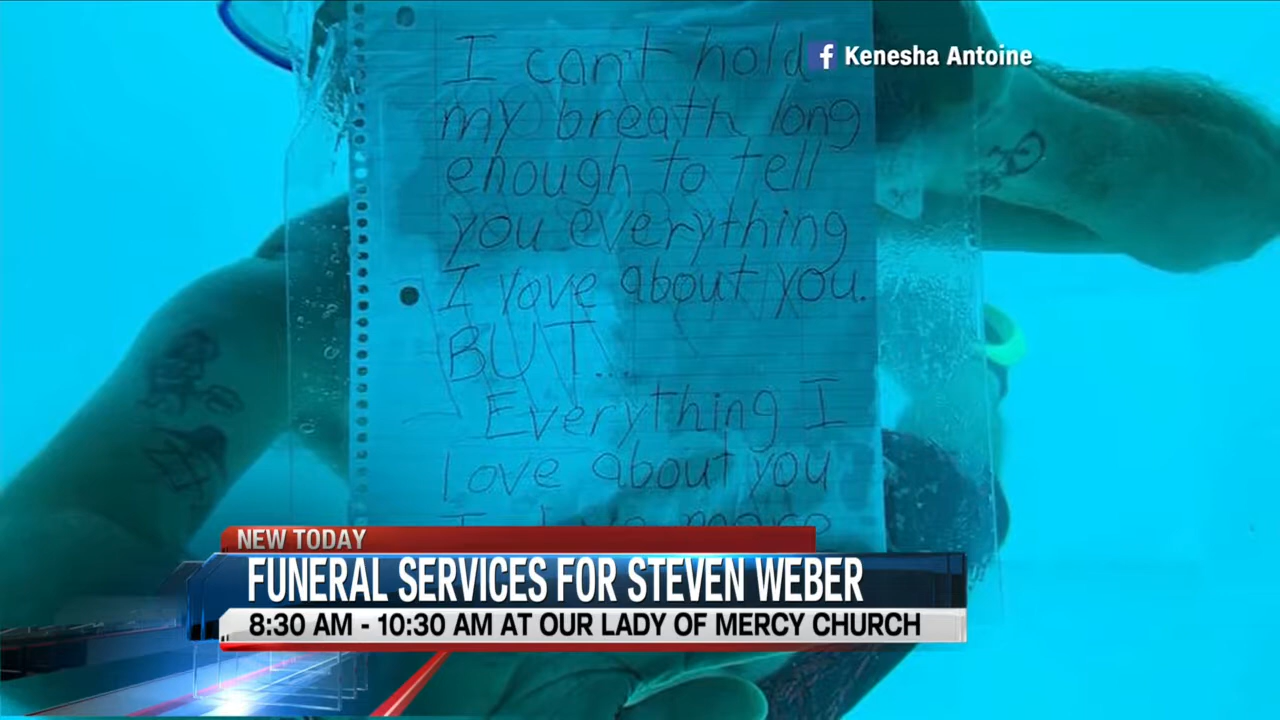 Kenesha Antoine
I can't hold
my breath long
enough to tell
you everything
I love about you.
BUT...
Everything I
Love about you
I love more
NEW TODAY
FUNERAL SERVICES FOR STEVEN WEBER
8:30 AM - 10:30 AM AT OUR LADY OF MERCY CHURCH